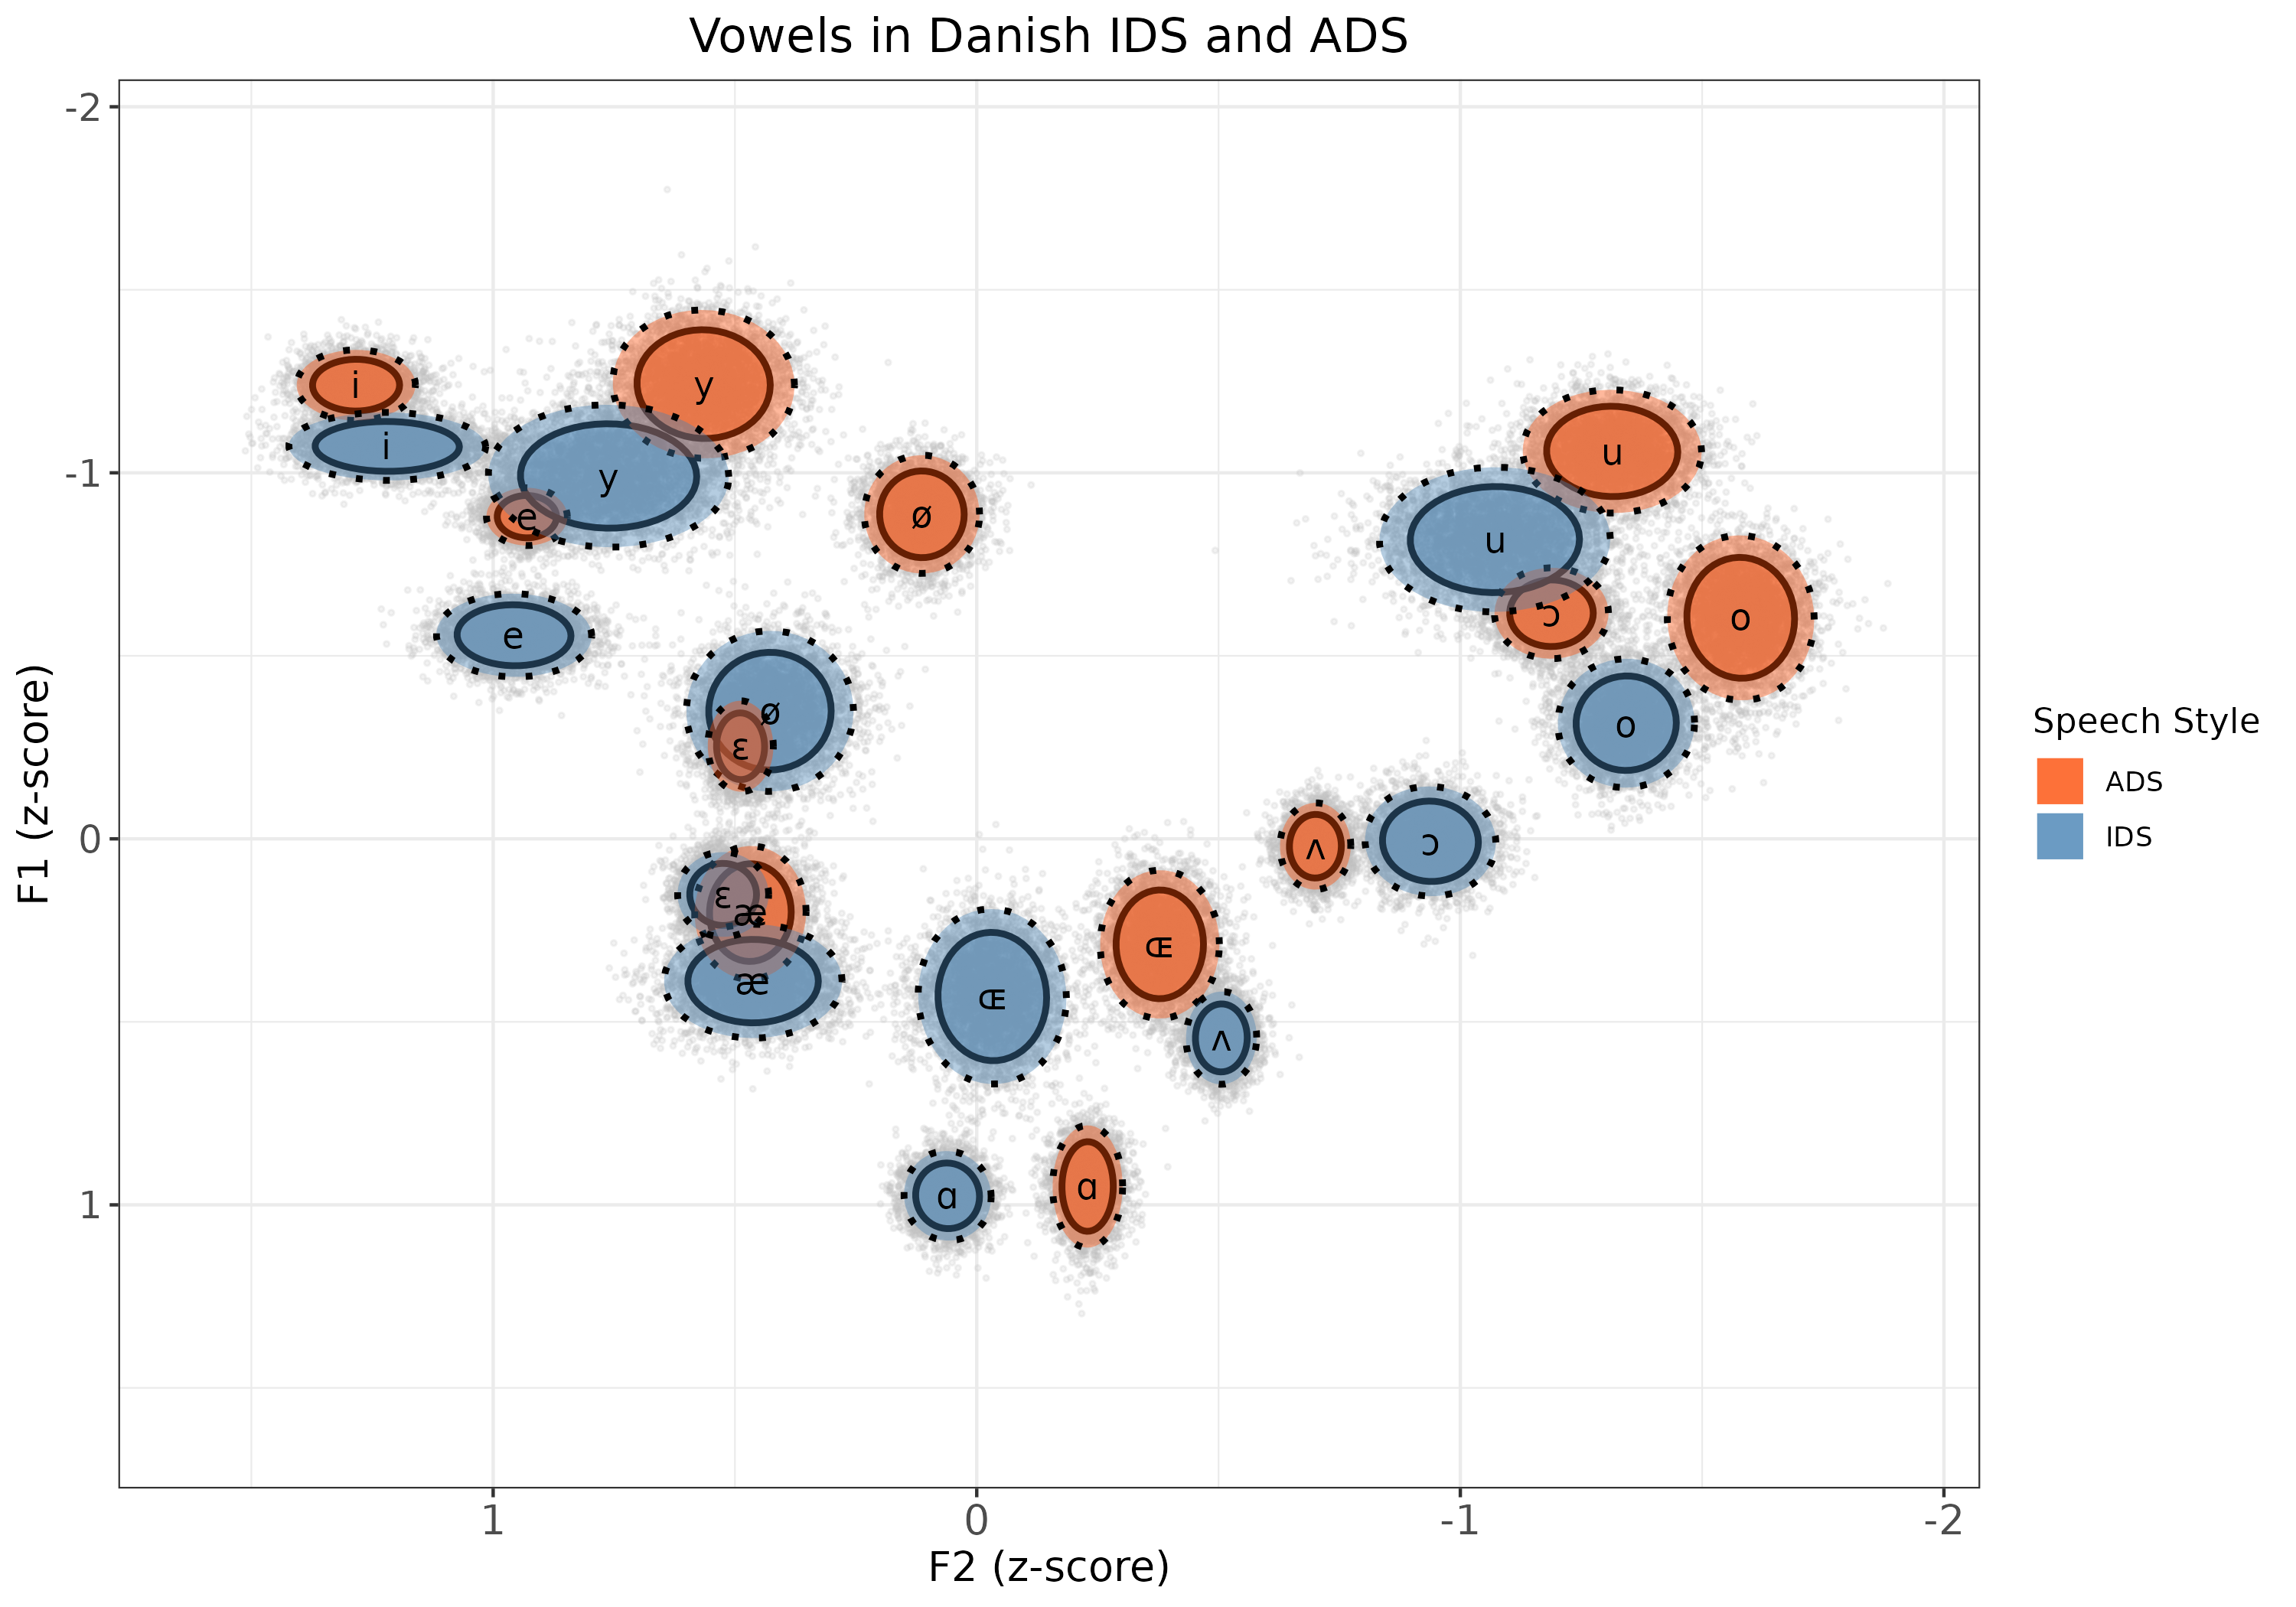 Vowels in Danish IDS and ADS
-2
-1
0
1
F1 (z-score)
i
y
i
y
e
ø
u
u
ɔ
o
e
ø
ɛ
o
ʌ
ɔ
ɛ
æ
æ
ɶ
ɶ
ʌ
ɑ
ɑ
1
0
-1
-2
F2 (z-score)
Speech Style
ADS
IDS